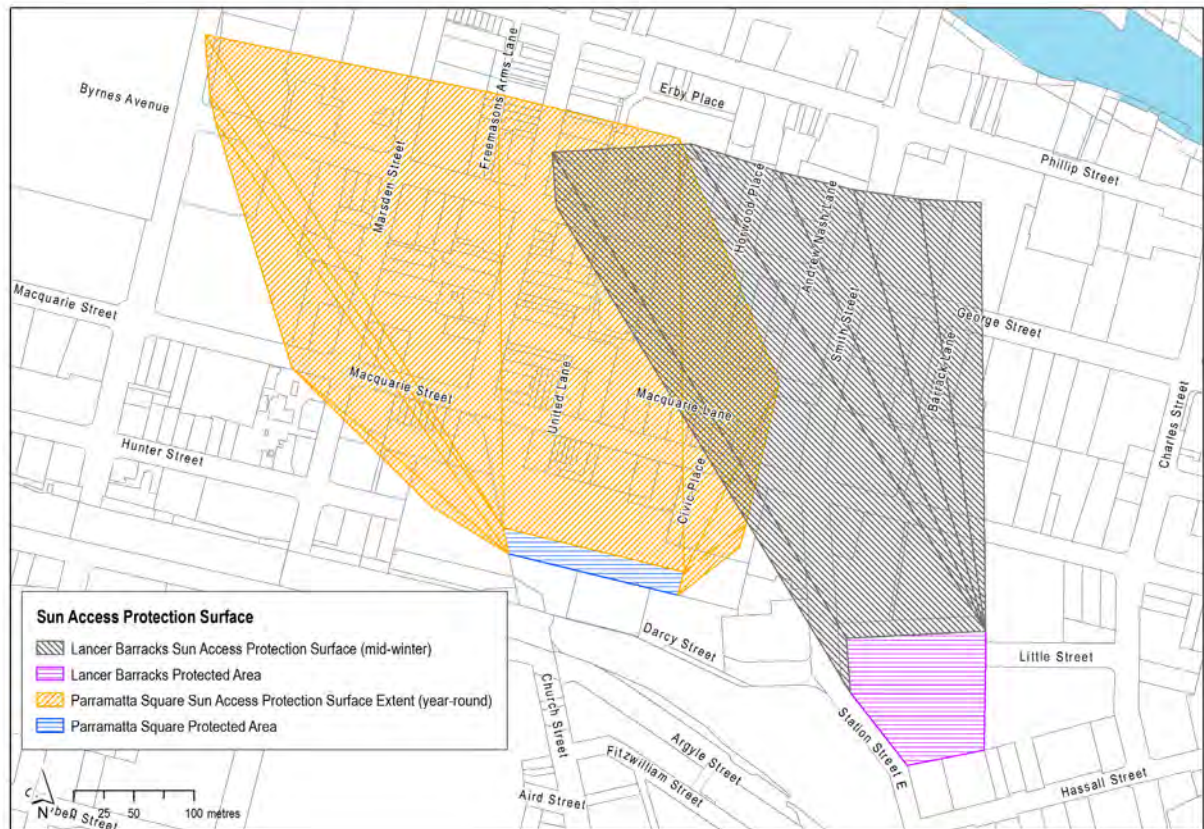 Byrnes Avenue
Freemasons Arms Lane
Erby Place
Phillip Street
Marsden Street
Horwood Place
Andrew Nash Lane
Smith Street
Barrack Lane
George Street
Macquarie Street
Macquarie Street
United Lane
Macquarie Lane
Charles Street
Hunter Street
Civic Place
Sun Access Protection Surface
Lancer Barracks Sun Access Protection Surface (mid-winter)
Lancer Barracks Protected Area
Parramatta Square Sun Access Protection Surface Extent (year-round)
Parramatta Square Protected Area
Darcy Street
Little Street
Church Street
Station Street E
Argyle Street
Fitzwilliam Street
Hassall Street
Aird Street
N
0 25 50 100 metres
Street